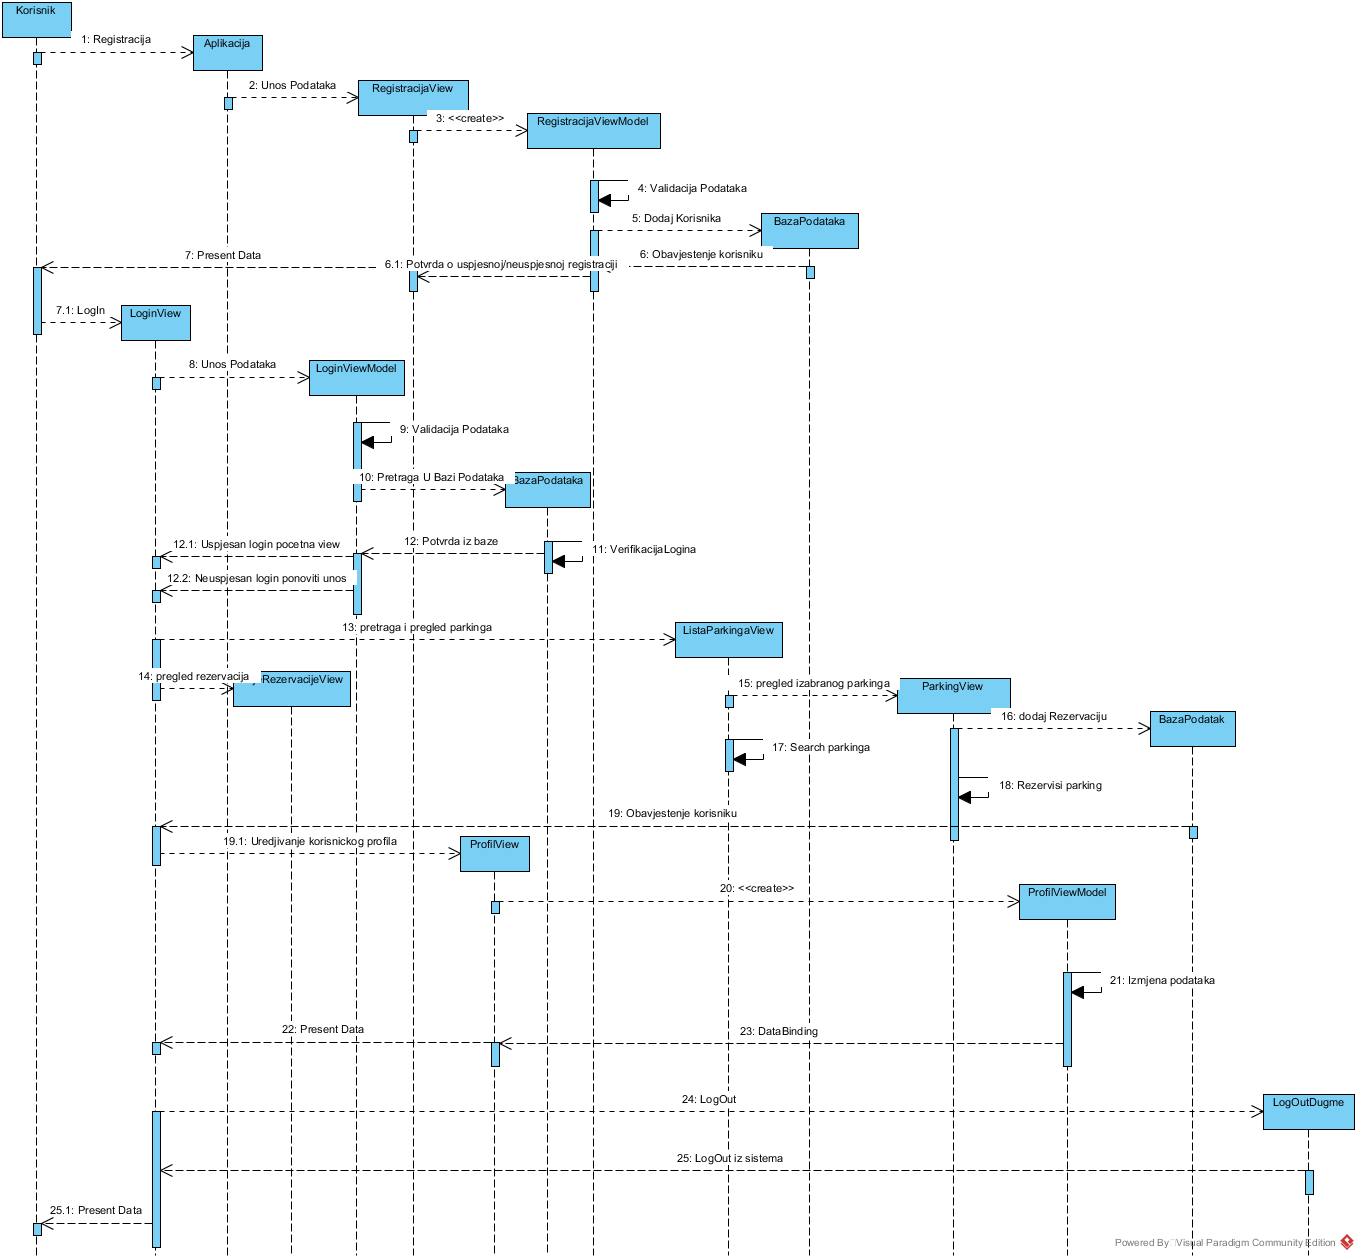 Korisnik
1: Registracija
Aplikacija
2: Unos Podataka
RegistracijaView
3: <<create>>
RegistracijaViewModel
4: Validacija Podataka
5: Dodaj Korisnika
BazaPodataka
6: Obavjestenje korisniku
7: Present Data
6.1: Potvrda o uspjesnoj/neuspjesnoj registraciji
7.1: LogIn
LoginView
8: Unos Podataka
LoginViewModel
9: Validacija Podataka
10: Pretraga U Bazi Podataka
BazaPodataka
12.1: Uspjesan login pocetna view
12: Potvrda iz baze
11: VerifikacijaLogina
12.2: Neuspjesan login ponoviti unos
13: pretraga i pregled parkinga
ListaParkingaView
14: pregled rezervacija
RezervacijeView
15: pregled izabranog parkinga
ParkingView
16: dodaj Rezervaciju
BazaPodatak
17: Search parkinga
18: Rezervisi parking
19: Obavjestenje korisniku
19.1: Uredjivanje korisnickog profila
ProfilView
20: <<create>>
ProfilViewModel
21: Izmjena podataka
22: Present Data
23: DataBinding
24: LogOut
LogOutDugme
25: LogOut iz sistema
25.1: Present Data
Powered By Visual Paradigm Community Edition